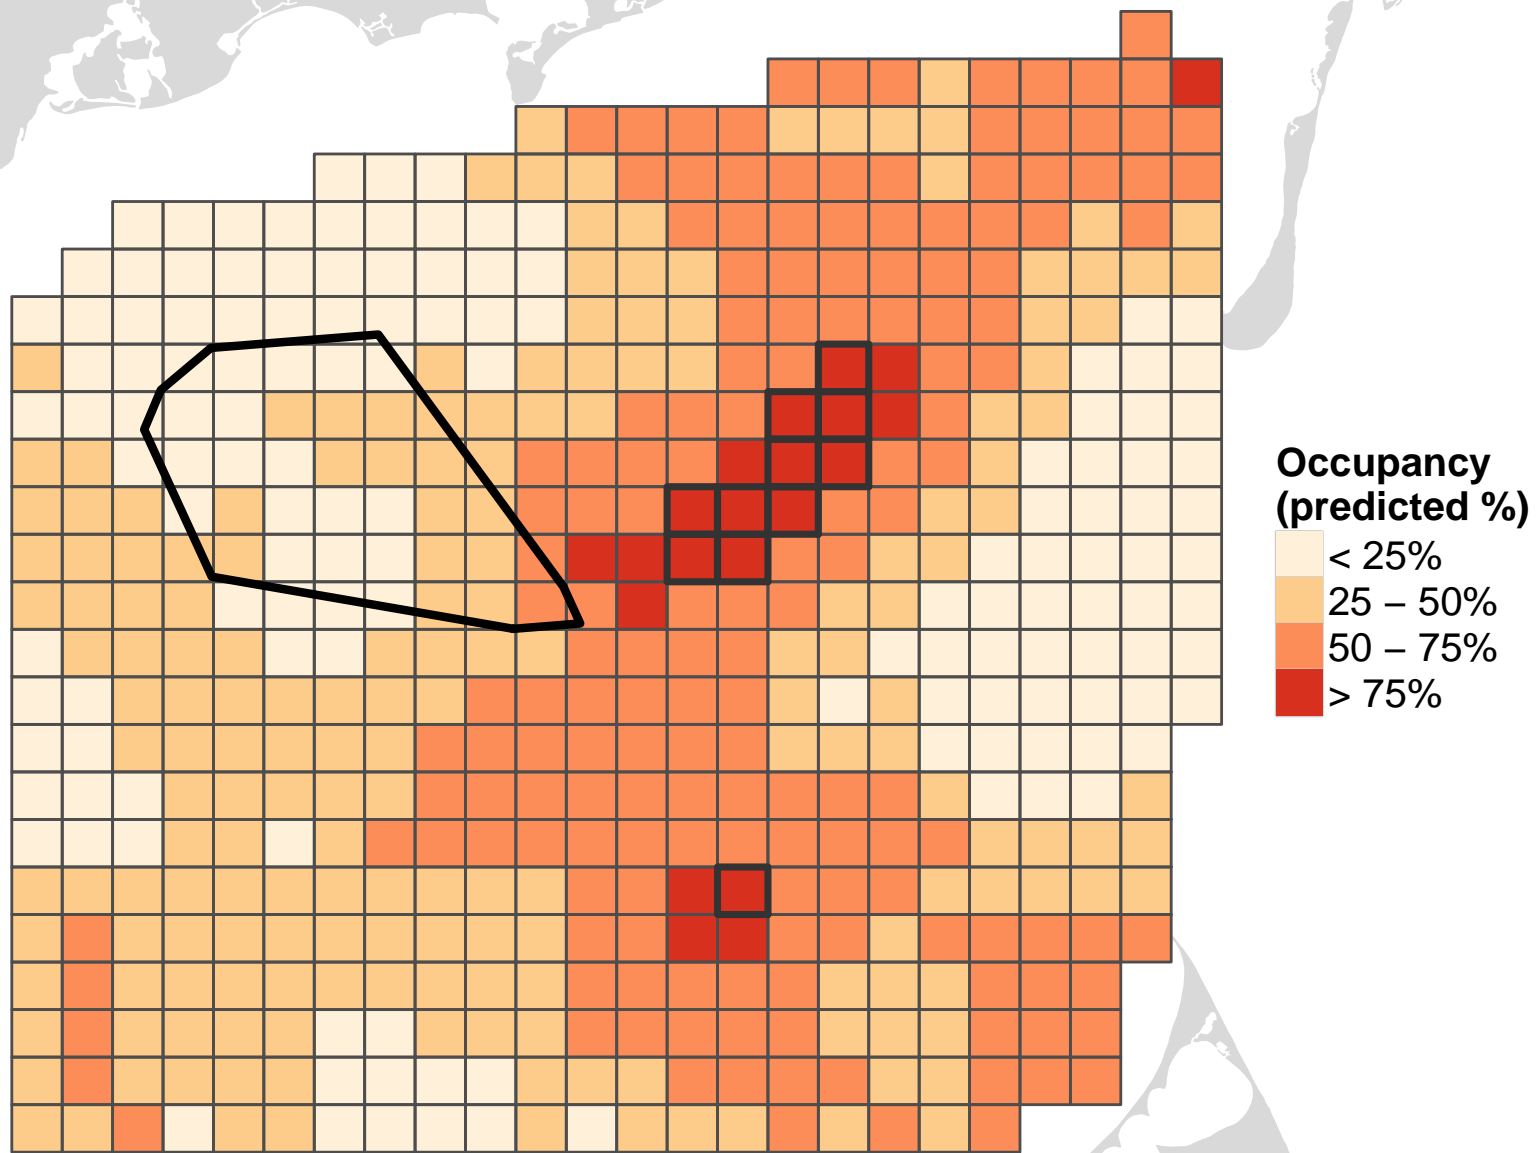 Occupancy
(predicted %)
< 25%
25 – 50%
50 – 75%
> 75%